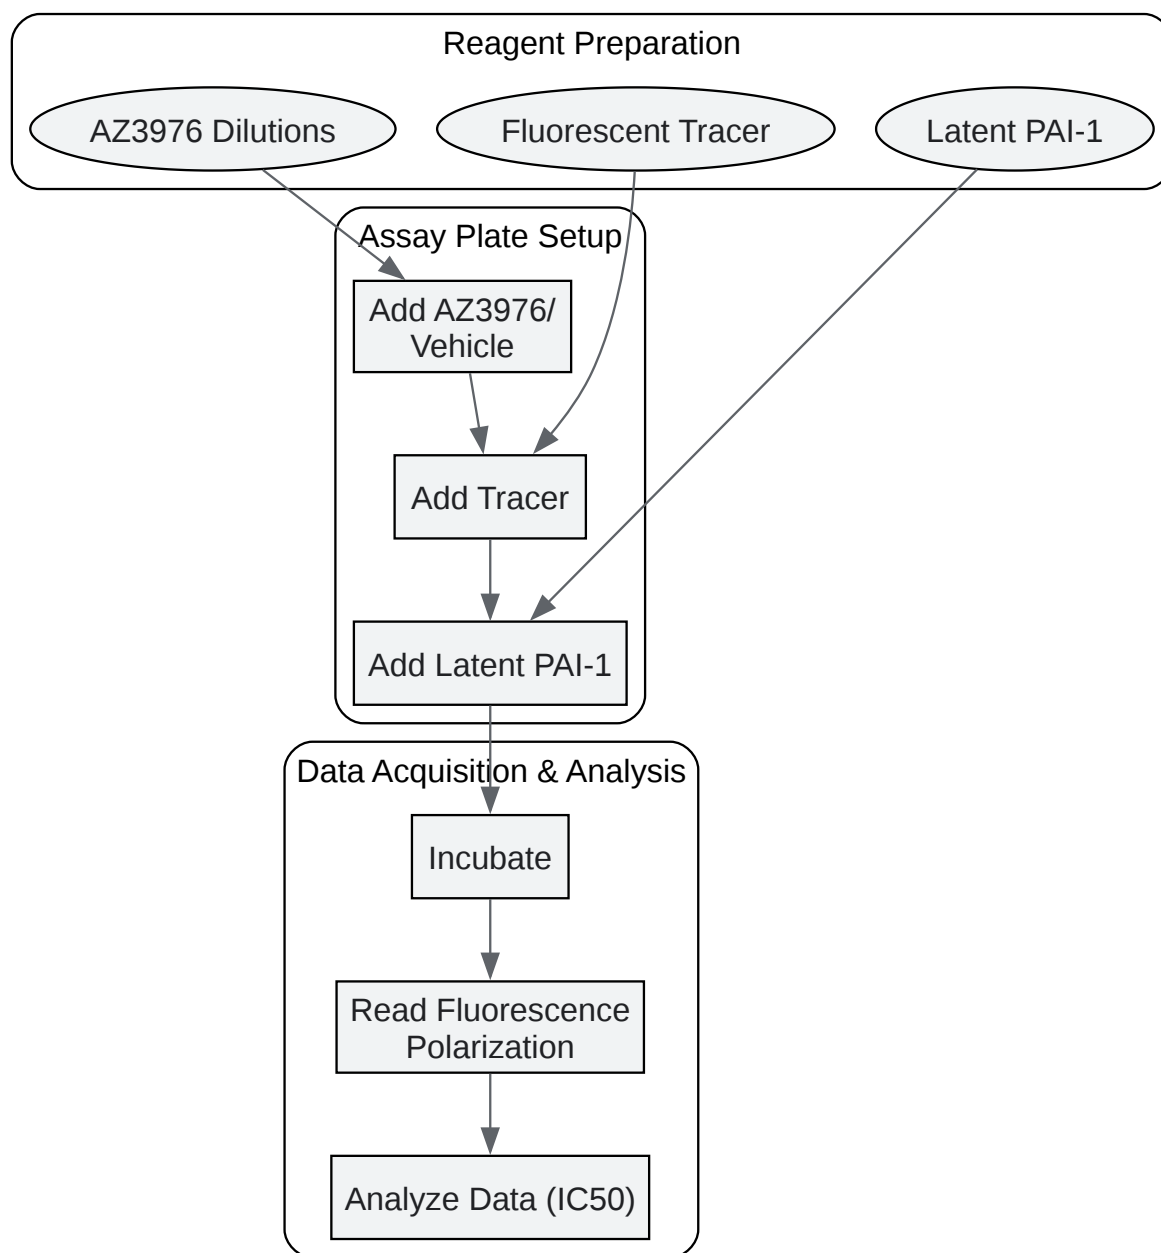 Reagent Preparation
AZ3976 Dilutions
Fluorescent Tracer
Latent PAI-1
Assay Plate Setup
Add AZ3976/
Vehicle
Add Tracer
Add Latent PAI-1
Data Acquisition & Analysis
Incubate
Read Fluorescence
Polarization
Analyze Data (IC50)